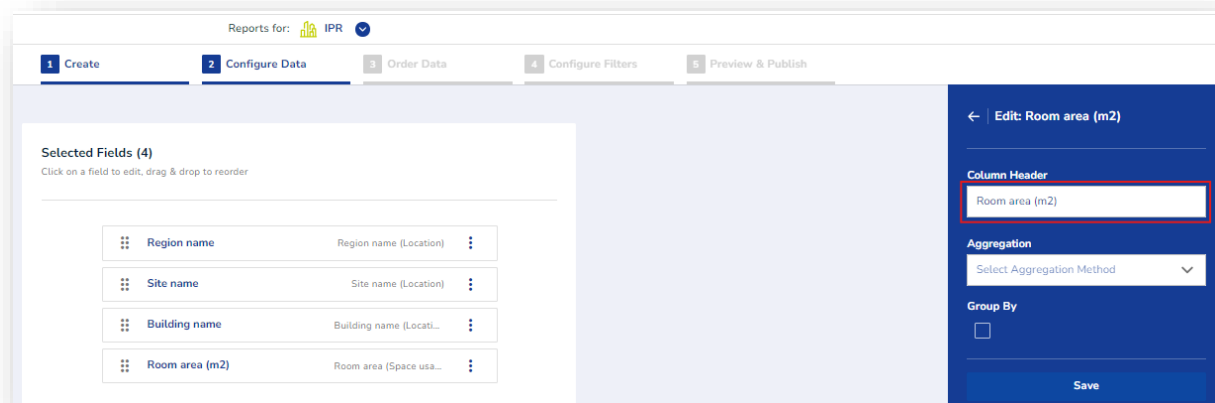 Reports for: IPR
1 Create
2 Configure Data
3 Order Data
4 Configure Filters
5 Preview & Publish
Selected Fields (4)
Click on a field to edit, drag & drop to reorder
Region name Region name (Location)
Site name Site name (Location)
Building name Building name (Locati...
Room area (m2) Room area (Space usa...
Edit: Room area (m2)
Column Header
Room area (m2)
Aggregation
Select Aggregation Method
Group By
Save